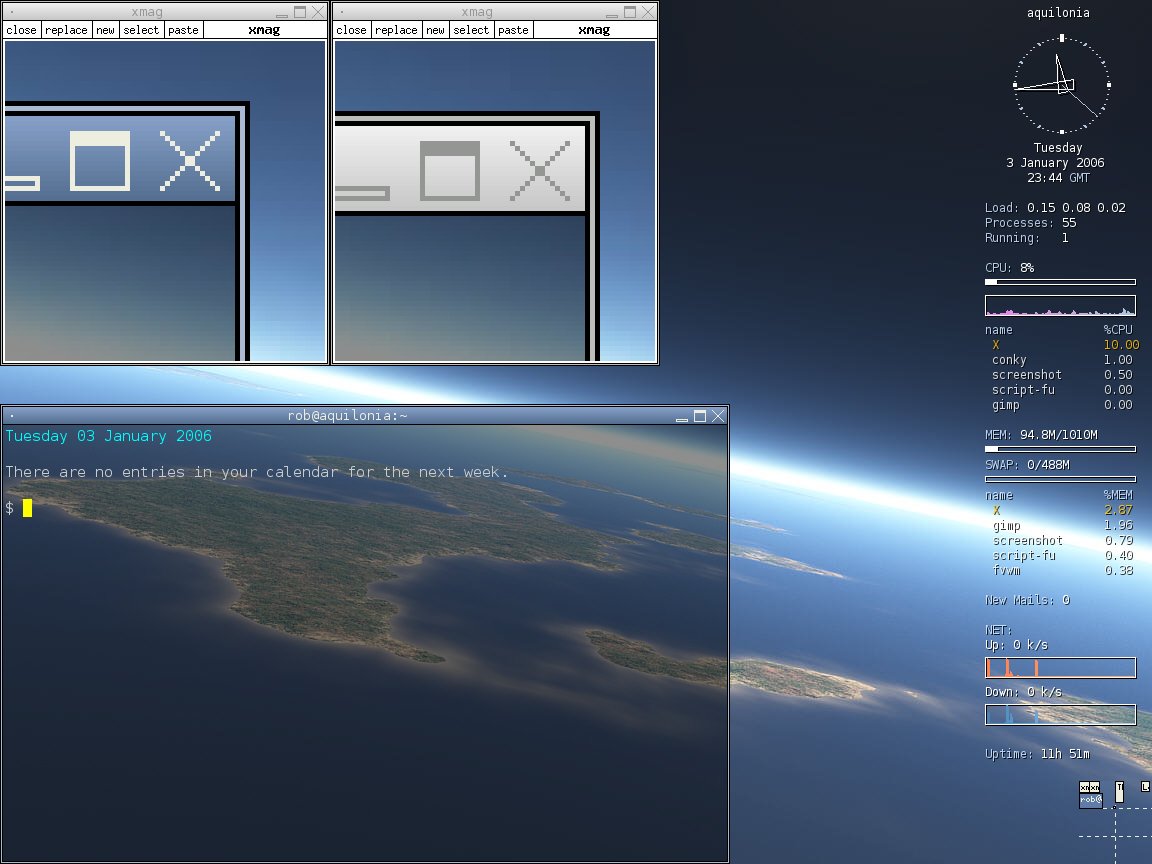 xmag
close replace new select paste xmag
xmag
close replace new select paste xmag
rob@aquilonia:~
Tuesday 03 January 2006
There are no entries in your calendar for the next week.
$
aquilonia
Tuesday
3 January 2006
23:44 GMT
Load: 0.15 0.08 0.02
Processes: 55
Running: 1
CPU: 8%
name %CPU
X 10.00
conky 1.00
screenshot 0.50
script-fu 0.00
gimp 0.00
MEM: 94.8M/1010M
SWAP: 0/488M
name %MEM
X 2.87
gimp 1.96
screenshot 0.79
script-fu 0.40
fvwm 0.38
New Mails: 0
NET:
Up: 0 k/s
Down: 0 k/s
Uptime: 11h 51m
rob@